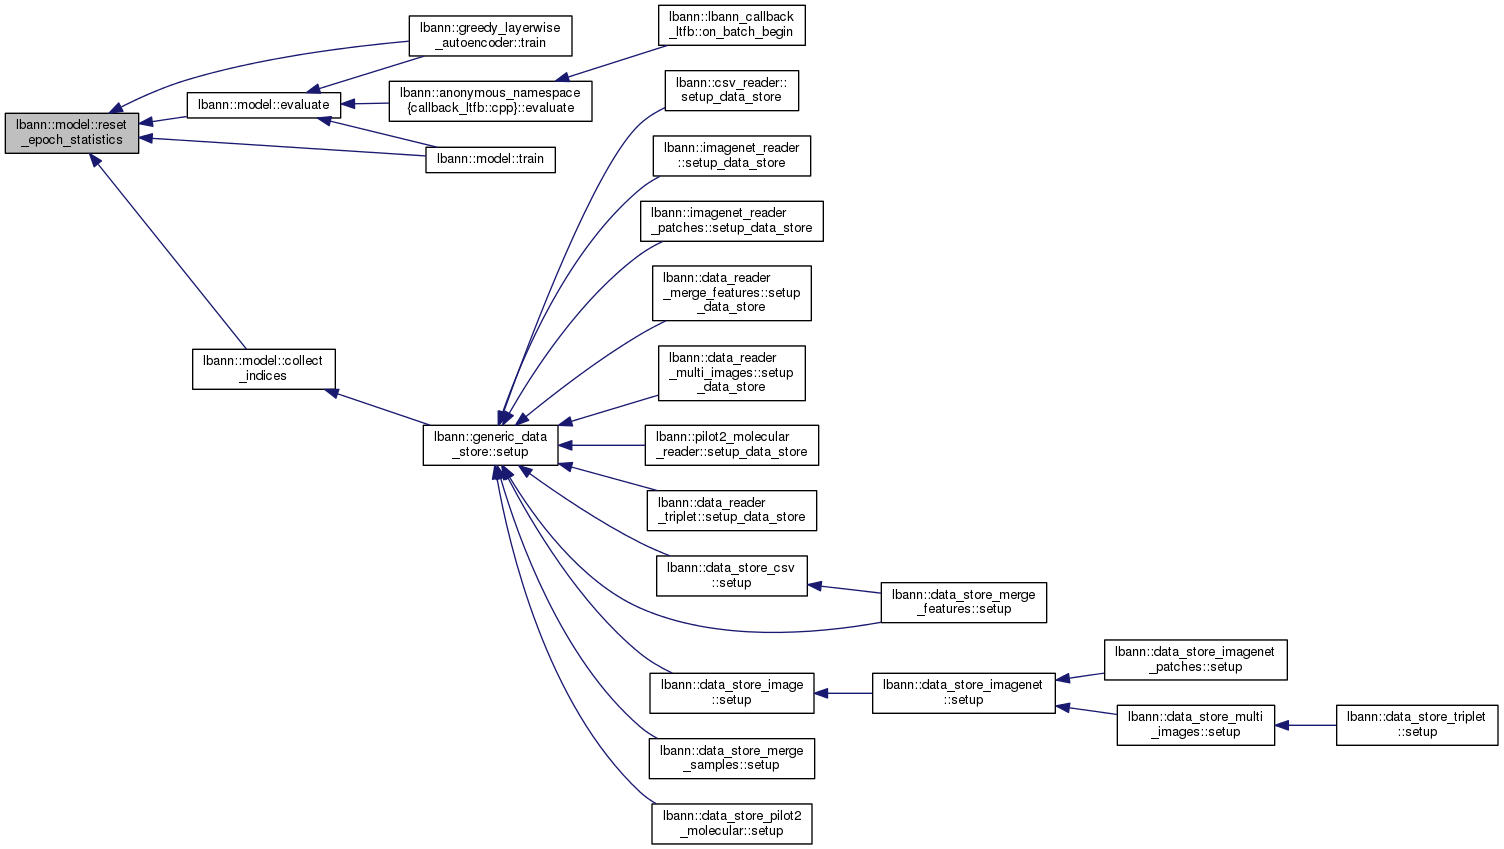 lbann::model::reset
_epoch_statistics
lbann::greedy_layerwise
_autoencoder::train
lbann::model::evaluate
lbann::anonymous_namespace
{callback_ltfb::cpp}::evaluate
lbann::lbann_callback
_ltfb::on_batch_begin
lbann::model::train
lbann::model::collect
_indices
lbann::generic_data
_store::setup
lbann::csv_reader::
setup_data_store
lbann::imagenet_reader
::setup_data_store
lbann::imagenet_reader
_patches::setup_data_store
lbann::data_reader
_merge_features::setup
_data_store
lbann::data_reader
_multi_images::setup
_data_store
lbann::pilot2_molecular
_reader::setup_data_store
lbann::data_reader
_triplet::setup_data_store
lbann::data_store_csv
::setup
lbann::data_store_merge
_features::setup
lbann::data_store_image
::setup
lbann::data_store_imagenet
::setup
lbann::data_store_imagenet
_patches::setup
lbann::data_store_multi
_images::setup
lbann::data_store_triplet
::setup
lbann::data_store_merge
_samples::setup
lbann::data_store_pilot2
_molecular::setup